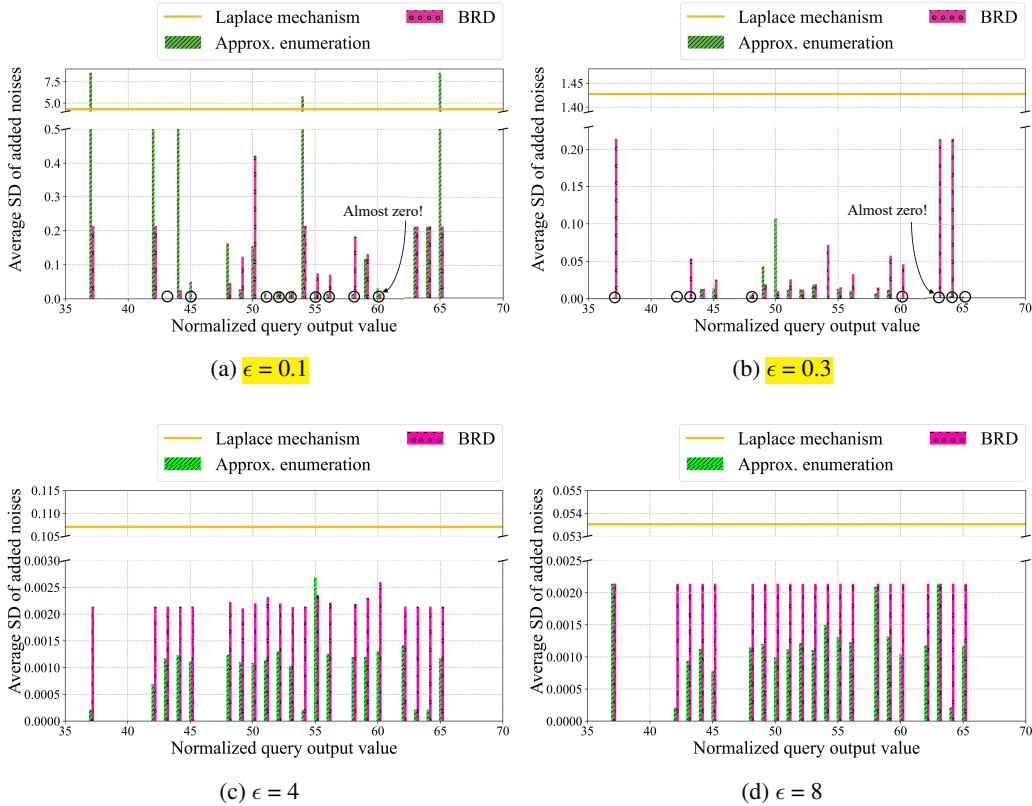 Laplace mechanism
BRD
Approx. enumeration
Average SD of added noises
7.5
5.0
0.5
0.4
0.3
0.2
0.1
0.0
Almost zero!
35 40 45 50 55 60 65 70
Normalized query output value
(a) ϵ = 0.1
Laplace mechanism
BRD
Approx. enumeration
Average SD of added noises
1.45
1.40
0.20
0.15
0.10
0.05
0.00
Almost zero!
35 40 45 50 55 60 65 70
Normalized query output value
(b) ϵ = 0.3
Laplace mechanism
BRD
Approx. enumeration
Average SD of added noises
0.115
0.110
0.105
0.0030
0.0025
0.0020
0.0015
0.0010
0.0005
0.0000
35 40 45 50 55 60 65 70
Normalized query output value
(c) ϵ = 4
Laplace mechanism
BRD
Approx. enumeration
Average SD of added noises
0.055
0.054
0.053
0.0025
0.0020
0.0015
0.0010
0.0005
0.0000
35 40 45 50 55 60 65 70
Normalized query output value
(d) ϵ = 8